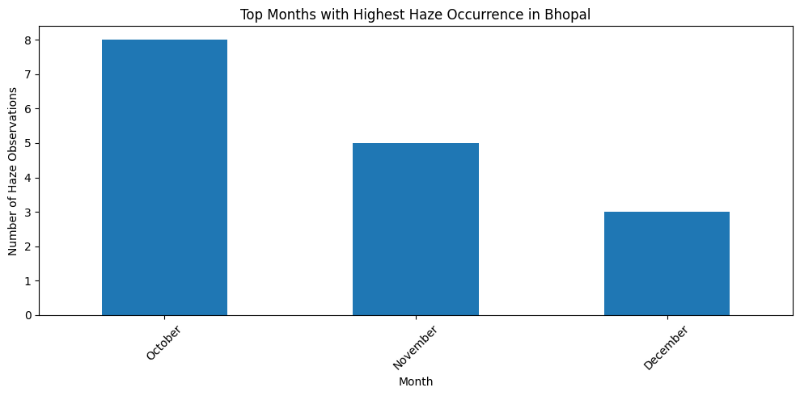 Top Months with Highest Haze Occurrence in Bhopal
Number of Haze Observations
8
7
6
5
4
3
2
1
0
October
November
December
Month